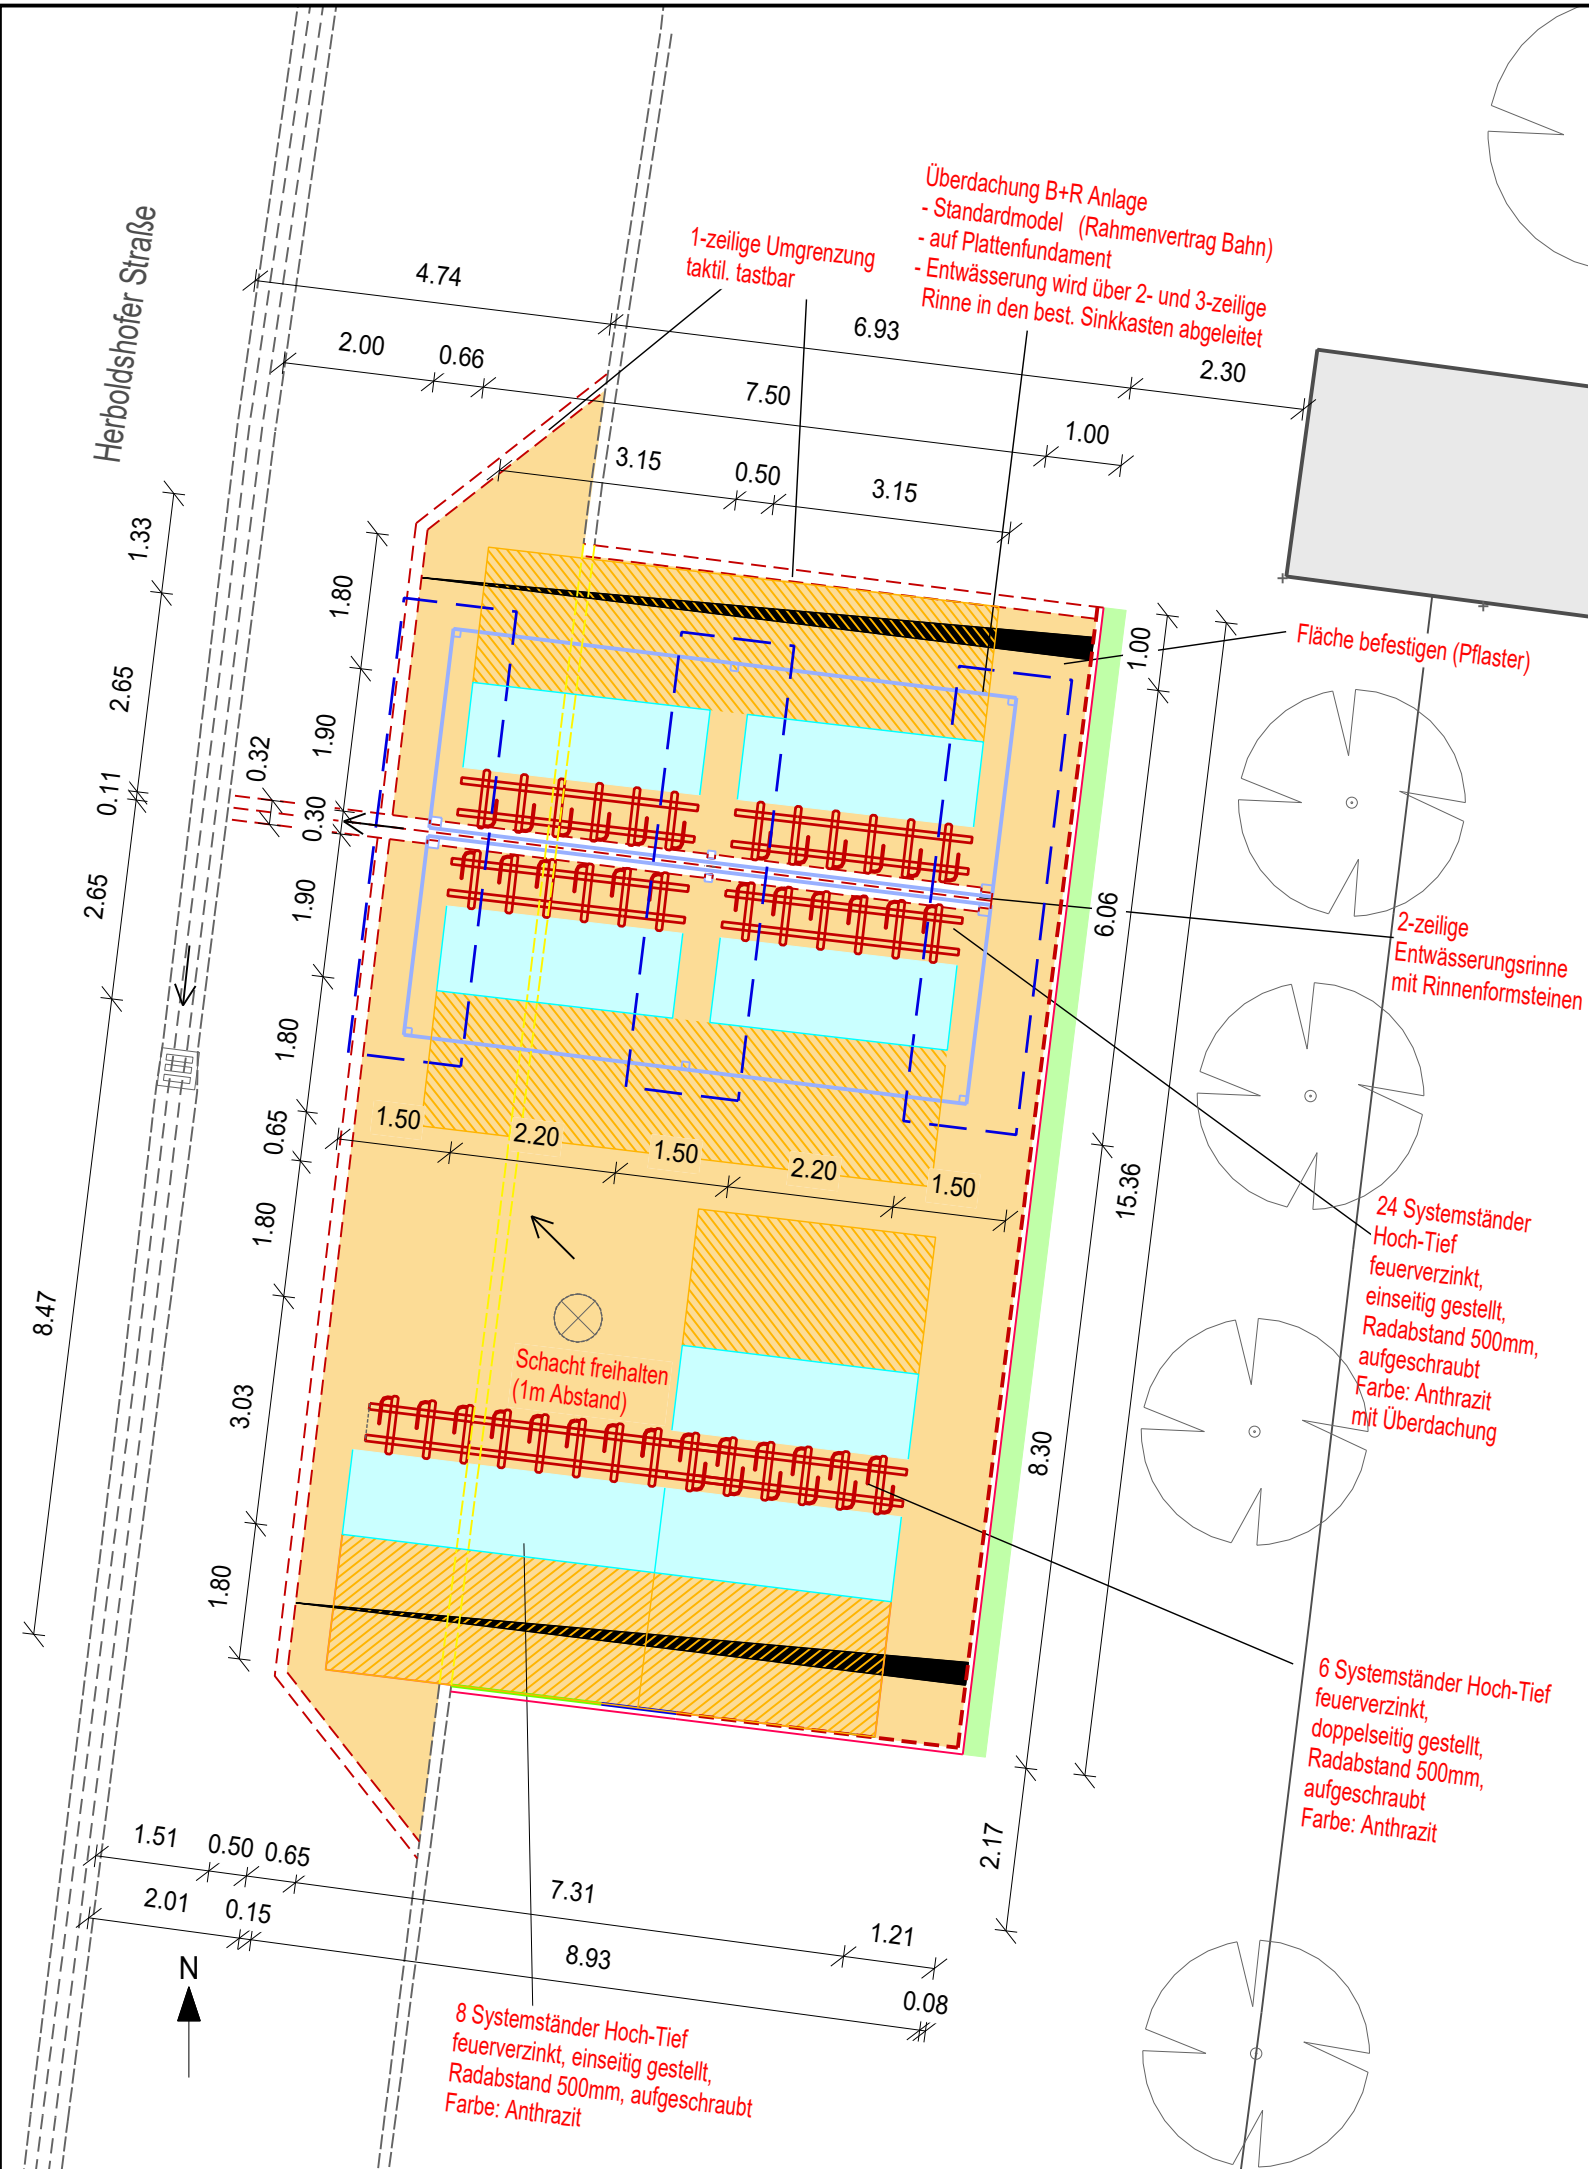 Herboldshofer Straße
1-zeilige Umgrenzung
taktil. tastbar
Überdachung B+R Anlage
- Standardmodel (Rahmenvertrag Bahn)
- auf Plattenfundament
- Entwässerung wird über 2- und 3-zeilige
Rinne in den best. Sinkkasten abgeleitet
4.74
6.93
2.30
2.00
0.66
7.50
1.00
3.15
0.50
3.15
1.33
2.65
0.11
2.65
8.47
0.32
1.80
1.90
0.30
1.90
1.80
0.65
1.80
3.03
1.80
1.00
6.06
15.36
8.30
2.17
Fläche befestigen (Pflaster)
2-zeilige
Entwässerungsrinne
mit Rinnenformsteinen
1.50
2.20
1.50
2.20
1.50
24 Systemständer
Hoch-Tief
feuerverzinkt,
einseitig gestellt,
Radabstand 500mm,
aufgeschraubt
Farbe: Anthrazit
mit Überdachung
Schacht freihalten
(1m Abstand)
6 Systemständer Hoch-Tief
feuerverzinkt,
doppelseitig gestellt,
Radabstand 500mm,
aufgeschraubt
Farbe: Anthrazit
1.51
0.50
0.65
7.31
1.21
2.01
0.15
8.93
0.08
N
8 Systemständer Hoch-Tief
feuerverzinkt, einseitig gestellt,
Radabstand 500mm, aufgeschraubt
Farbe: Anthrazit